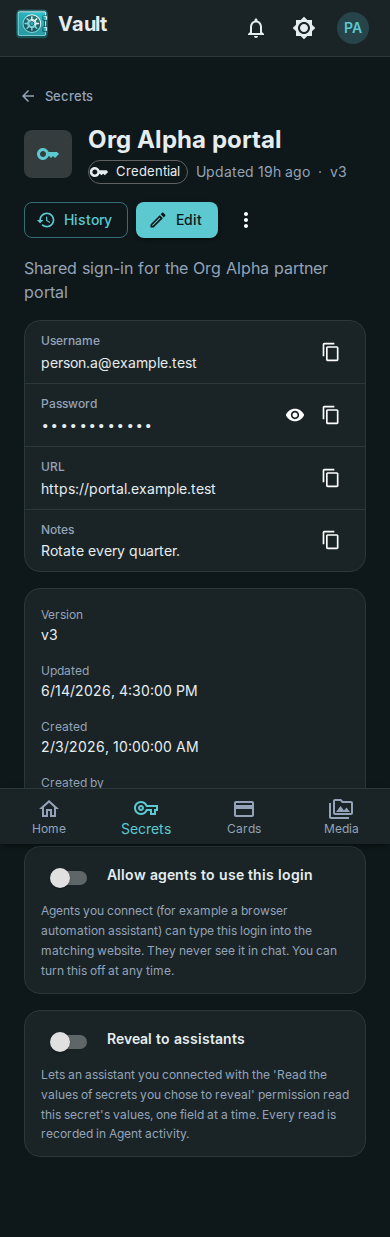 Vault
PA
Secrets
Org Alpha portal
Credential Updated 19h ago · v3
History Edit
Shared sign-in for the Org Alpha partner
portal
Username
person.a@example.test
Password
••••••••••••
URL
https://portal.example.test
Notes
Rotate every quarter.
Version
v3
Updated
6/14/2026, 4:30:00 PM
Created
2/3/2026, 10:00:00 AM
Created by
Home Secrets Cards Media
Allow agents to use this login
Agents you connect (for example a browser
automation assistant) can type this login into the
matching website. They never see it in chat. You can
turn this off at any time.
Reveal to assistants
Lets an assistant you connected with the 'Read the
values of secrets you chose to reveal' permission read
this secret's values, one field at a time. Every read is
recorded in Agent activity.